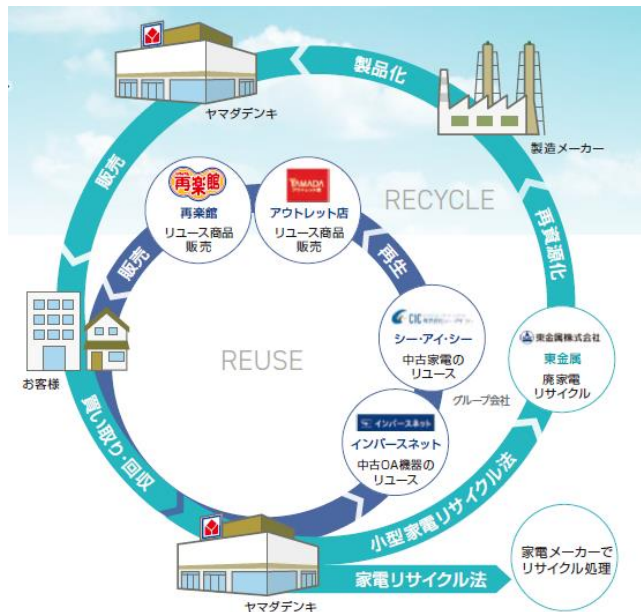 ヤマダデンキ
製品化
製造メーカー
販売
再楽館
再楽館
リユース商品
販売
YAMADA
アウトレット店
アウトレット店
リユース商品
販売
RECYCLE
再資源化
販売
再生
CIC
シー・アイ・シー
中古家電の
リユース
東金属株式会社
東金属
廃家電
リサイクル
REUSE
お客様
グループ会社
インバースネット
インバースネット
中古OA機器の
リユース
買い取り・回収
小型家電リサイクル法
家電メーカーで
リサイクル処理
家電リサイクル法
ヤマダデンキ